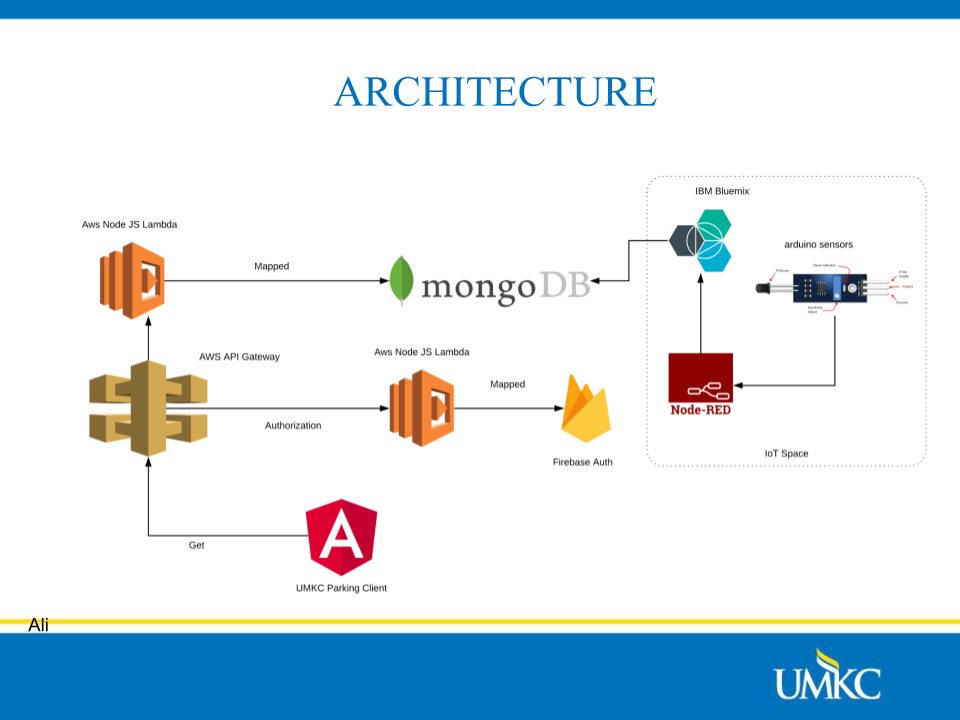 ARCHITECTURE
IBM Bluemix
Aws Node JS Lambda
arduino sensors
Mapped
mongoDB
AWS API Gateway
Aws Node JS Lambda
Mapped
Node-RED
Authorization
Firebase Auth
IoT Space
Get
UMKC Parking Client
Ali
UMKC